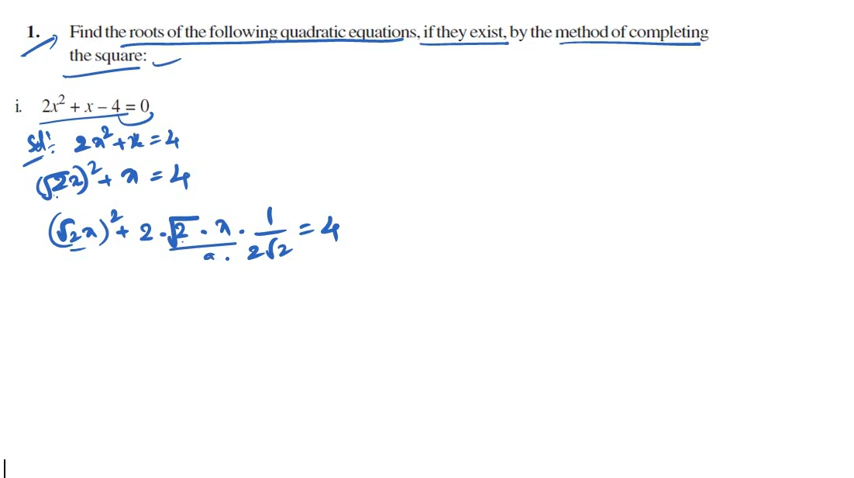 1. Find the roots of the following quadratic equations, if they exist, by the method of completing
the square:
i. 2x² + x – 4 = 0
Sol: 2x² + x = 4
(√2x)² + x = 4
(√2x)² + 2 · √2 · x · 1/2√2 = 4
a.